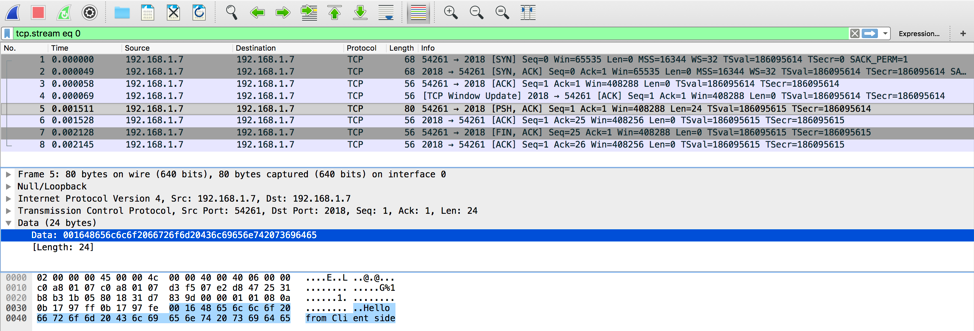 tcp.stream eq 0
Expression...
+
No. Time Source Destination Protocol Length Info
1 0.000000 192.168.1.7 192.168.1.7 TCP 68 54261 → 2018 [SYN] Seq=0 Win=65535 Len=0 MSS=16344 WS=32 TSval=186095614 TSecr=0 SACK_PERM=1
2 0.000049 192.168.1.7 192.168.1.7 TCP 68 2018 → 54261 [SYN, ACK] Seq=0 Ack=1 Win=65535 Len=0 MSS=16344 WS=32 TSval=186095614 TSecr=186095614 SA...
3 0.000058 192.168.1.7 192.168.1.7 TCP 56 54261 → 2018 [ACK] Seq=1 Ack=1 Win=408288 Len=0 TSval=186095614 TSecr=186095614
4 0.000069 192.168.1.7 192.168.1.7 TCP 56 [TCP Window Update] 2018 → 54261 [ACK] Seq=1 Ack=1 Win=408288 Len=0 TSval=186095614 TSecr=186095614
5 0.001511 192.168.1.7 192.168.1.7 TCP 80 54261 → 2018 [PSH, ACK] Seq=1 Ack=1 Win=408288 Len=24 TSval=186095615 TSecr=186095614
6 0.001528 192.168.1.7 192.168.1.7 TCP 56 2018 → 54261 [ACK] Seq=1 Ack=25 Win=408256 Len=0 TSval=186095615 TSecr=186095615
7 0.002128 192.168.1.7 192.168.1.7 TCP 56 54261 → 2018 [FIN, ACK] Seq=25 Ack=1 Win=408288 Len=0 TSval=186095615 TSecr=186095615
8 0.002145 192.168.1.7 192.168.1.7 TCP 56 2018 → 54261 [ACK] Seq=1 Ack=26 Win=408256 Len=0 TSval=186095615 TSecr=186095615
Frame 5: 80 bytes on wire (640 bits), 80 bytes captured (640 bits) on interface 0
Null/Loopback
Internet Protocol Version 4, Src: 192.168.1.7, Dst: 192.168.1.7
Transmission Control Protocol, Src Port: 54261, Dst Port: 2018, Seq: 1, Ack: 1, Len: 24
Data (24 bytes)
Data: 001648656c6c6f2066726f6d20436c69656e742073696465
[Length: 24]
0000 02 00 00 00 45 00 00 4c 00 00 40 00 40 06 00 00 ....E..L ..@.@...
0010 c0 a8 01 07 c0 a8 01 07 d3 f5 07 e2 d8 47 25 31 ........ .....G%1
0020 b8 b3 1b 05 80 18 31 d7 83 9d 00 00 01 01 08 0a ......1. ........
0030 0b 17 97 ff 0b 17 97 fe 00 16 48 65 6c 6c 6f 20 ........ ..Hello
0040 66 72 6f 6d 20 43 6c 69 65 6e 74 20 73 69 64 65 from Cli ent side